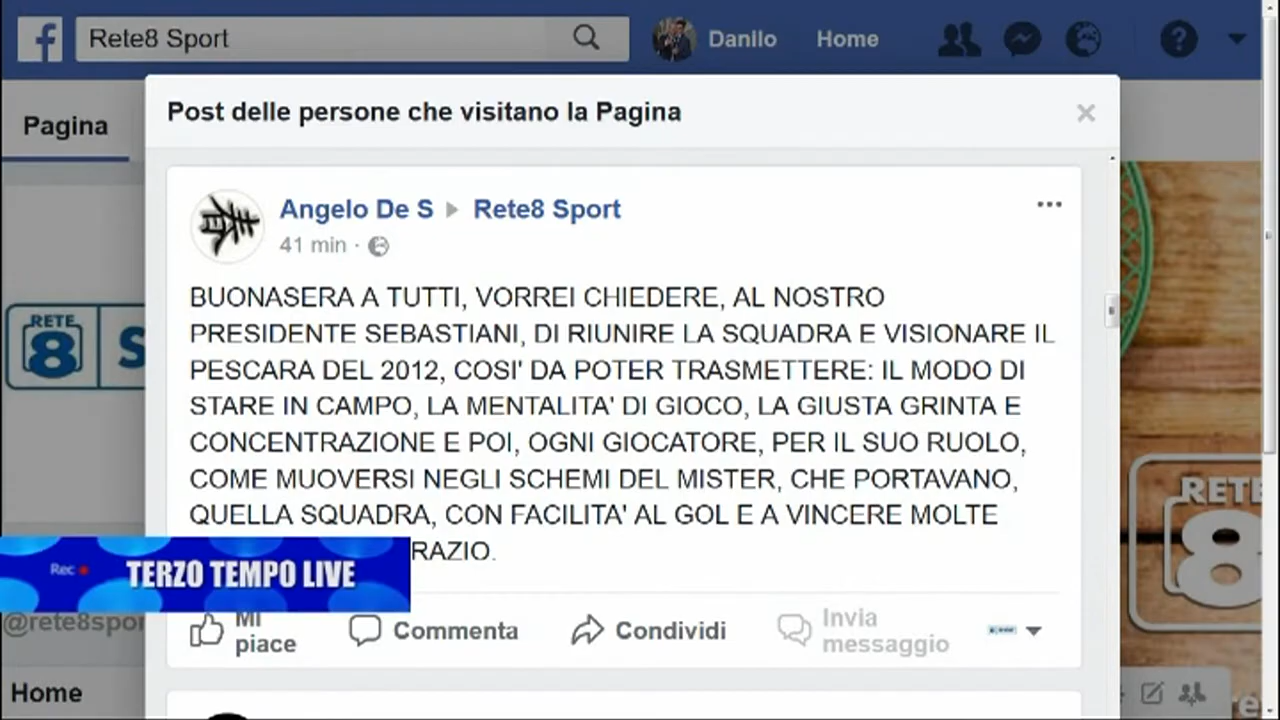 Rete8 Sport
Danilo
Home
Pagina
Post delle persone che visitano la Pagina
Angelo De S ▸ Rete8 Sport
41 min ·
BUONASERA A TUTTI, VORREI CHIEDERE, AL NOSTRO
PRESIDENTE SEBASTIANI, DI RIUNIRE LA SQUADRA E VISIONARE IL
PESCARA DEL 2012, COSI' DA POTER TRASMETTERE: IL MODO DI
STARE IN CAMPO, LA MENTALITA' DI GIOCO, LA GIUSTA GRINTA E
CONCENTRAZIONE E POI, OGNI GIOCATORE, PER IL SUO RUOLO,
COME MUOVERSI NEGLI SCHEMI DEL MISTER, CHE PORTAVANO,
QUELLA SQUADRA, CON FACILITA' AL GOL E A VINCERE MOLTE
RAZIO.
RETE
8
S
Rec
TERZO TEMPO LIVE
@rete8spor
Mi
piace
Commenta
Condividi
Invia
messaggio
Home
RETE
8